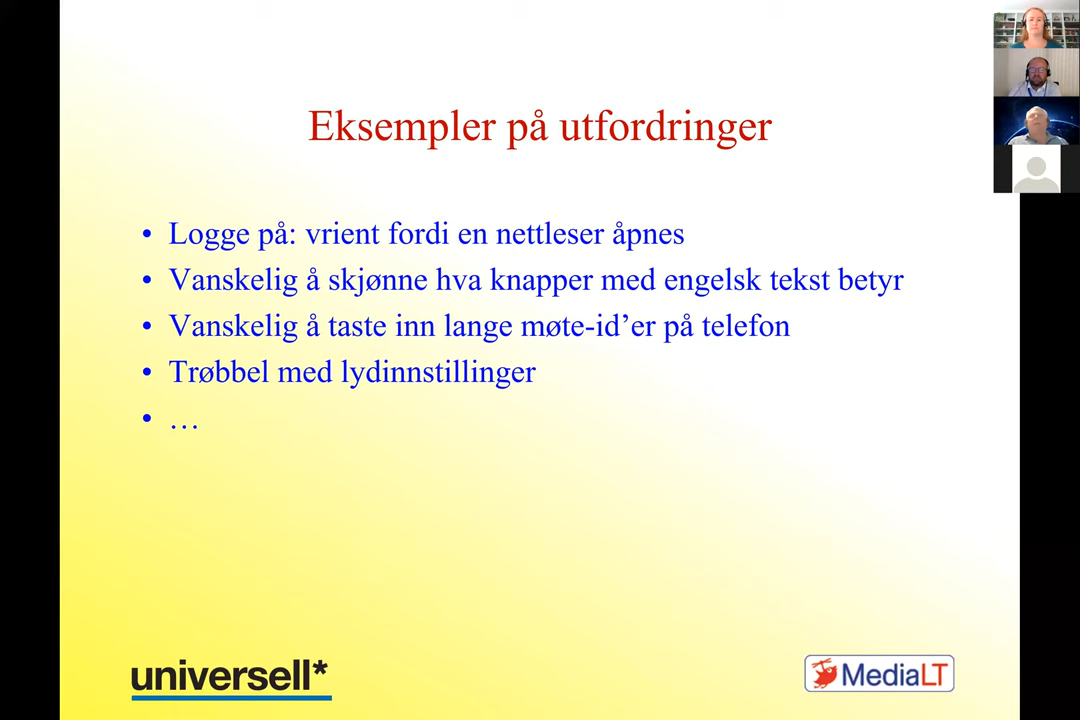 Eksempler på utfordringer
• Logge på: vrient fordi en nettleser åpnes
• Vanskelig å skjønne hva knapper med engelsk tekst betyr
• Vanskelig å taste inn lange møte-id’er på telefon
• Trøbbel med lydinnstillinger
• …
universell*
MediaLT